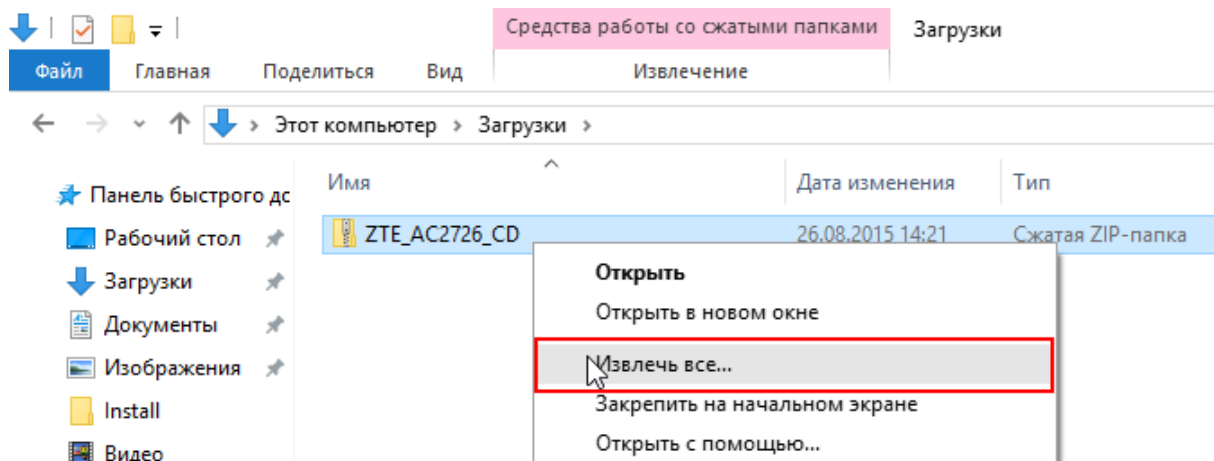 Средства работы со сжатыми папками Загрузки
Файл Главная Поделиться Вид Извлечение
Этот компьютер > Загрузки >
Имя Дата изменения Тип
Панель быстрого дс
ZTE_AC2726_CD 26.08.2015 14:21 Сжатая ZIP-папка
Рабочий стол
Открыть
Загрузки
Открыть в новом окне
Документы
Извлечь все...
Изображения
Закрепить на начальном экране
Install
Открыть с помощью...
Видео